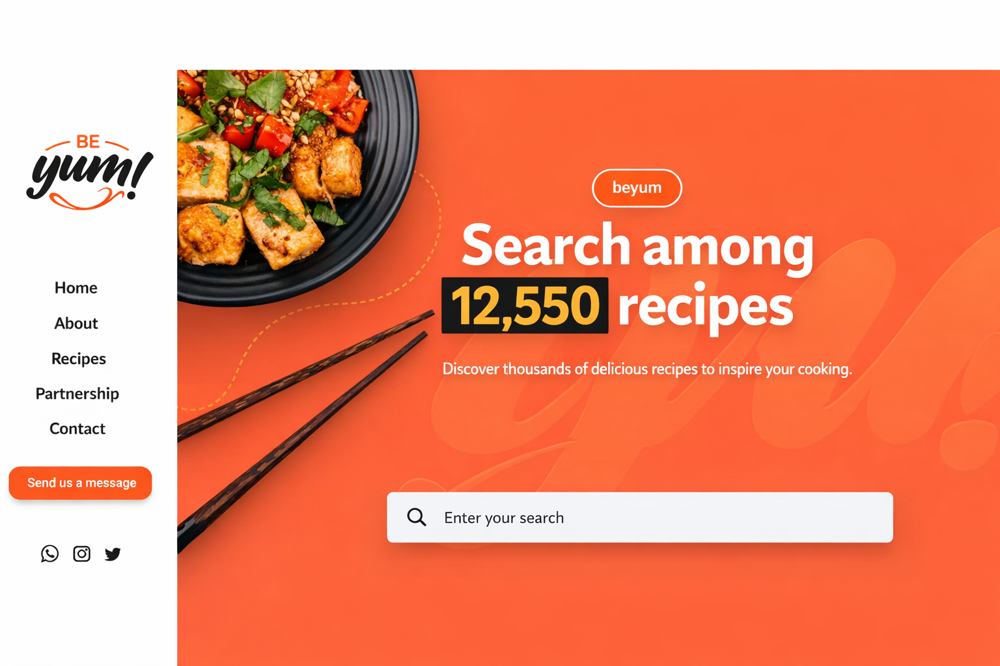 BE
yum!
Home
About
Recipes
Partnership
Contact
Send us a message
beyum
Search among
12,550 recipes
Discover thousands of delicious recipes to inspire your cooking.
Enter your search
yu